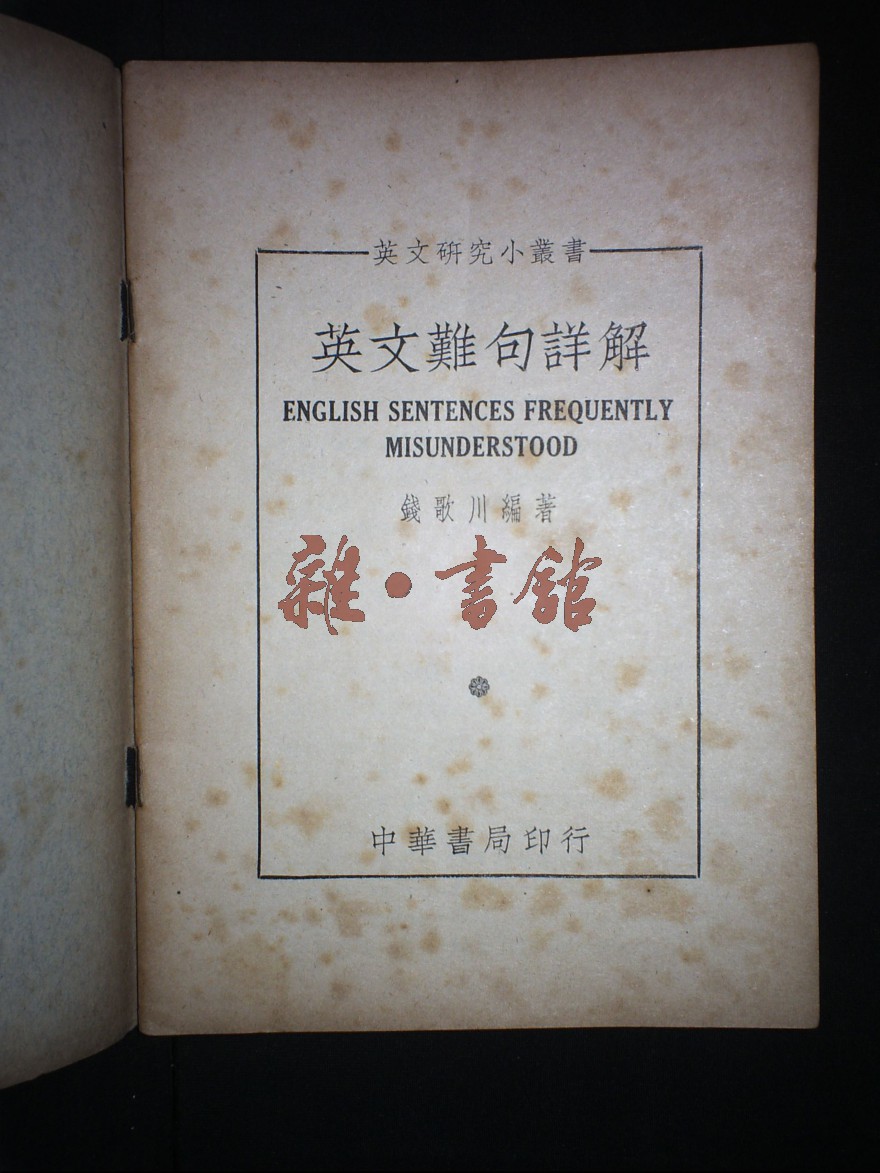 英文研究小叢書
英文難句詳解
ENGLISH SENTENCES FREQUENTLY
MISUNDERSTOOD
錢歌川編著
雜·書館
中華書局印行